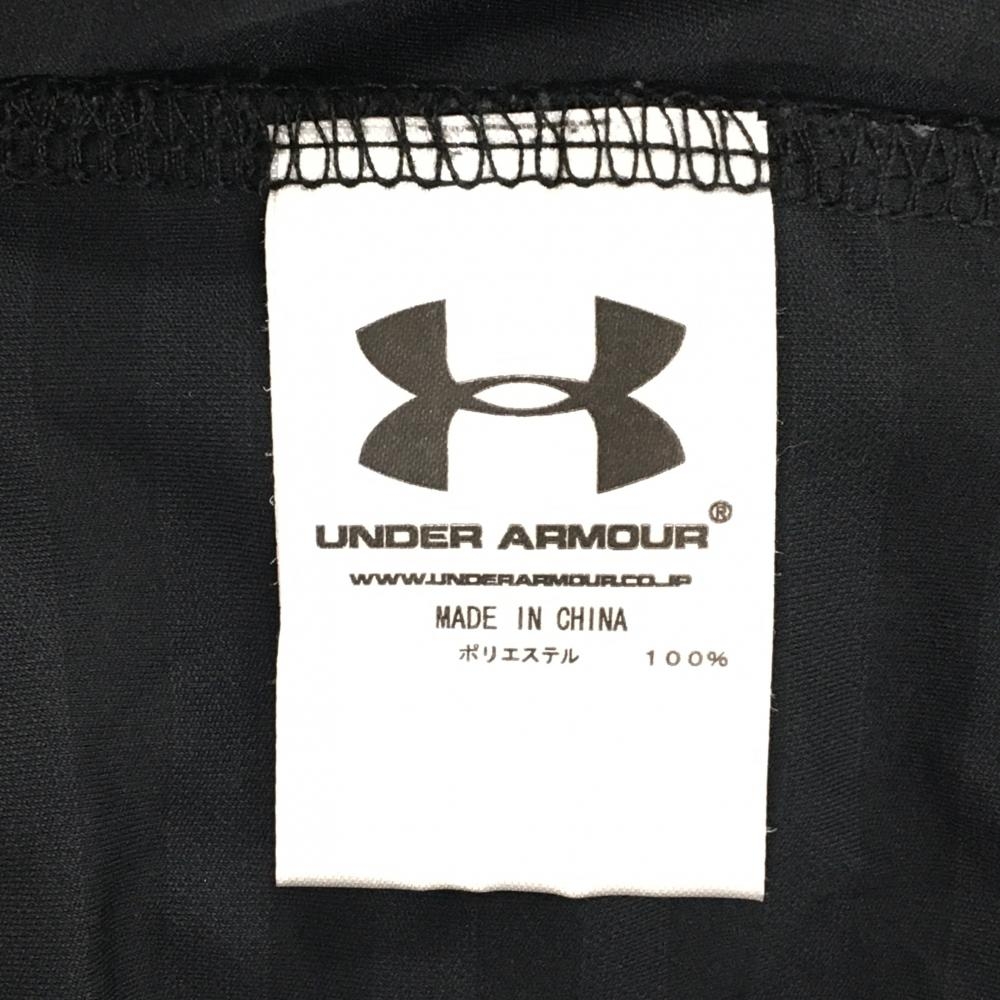 UNDER ARMOUR®
WWW.UNDERARMOUR.CO.JP
MADE IN CHINA
ポリエステル 100%